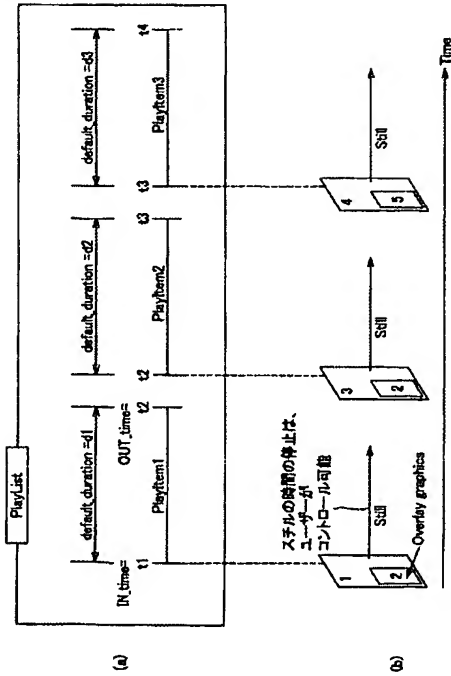 PlayList
(a)
default_duration =d1
default_duration =d2
default_duration =d3
IN_time=
OUT_time=
t1
t2
t2
t3
t3
t4
PlayItem1
PlayItem2
PlayItem3
(b)
スチルの時間の停止は、
ユーザーが
コントロール可能
1
2
Still
3
2
Still
4
5
Still
Overlay graphics
Time